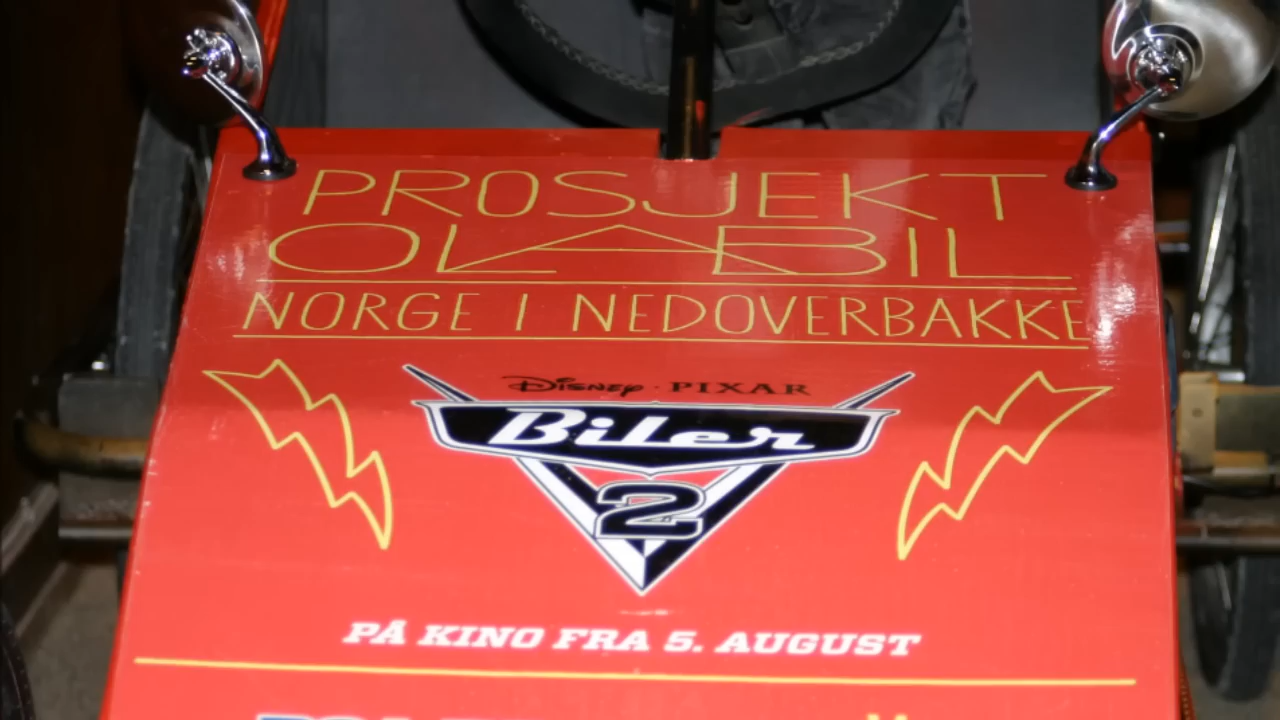 PROSJEKT
OLABIL
NORGE I NEDOVERBAKKE
DISNEY · PIXAR
Biler
2
PÅ KINO FRA 5. AUGUST